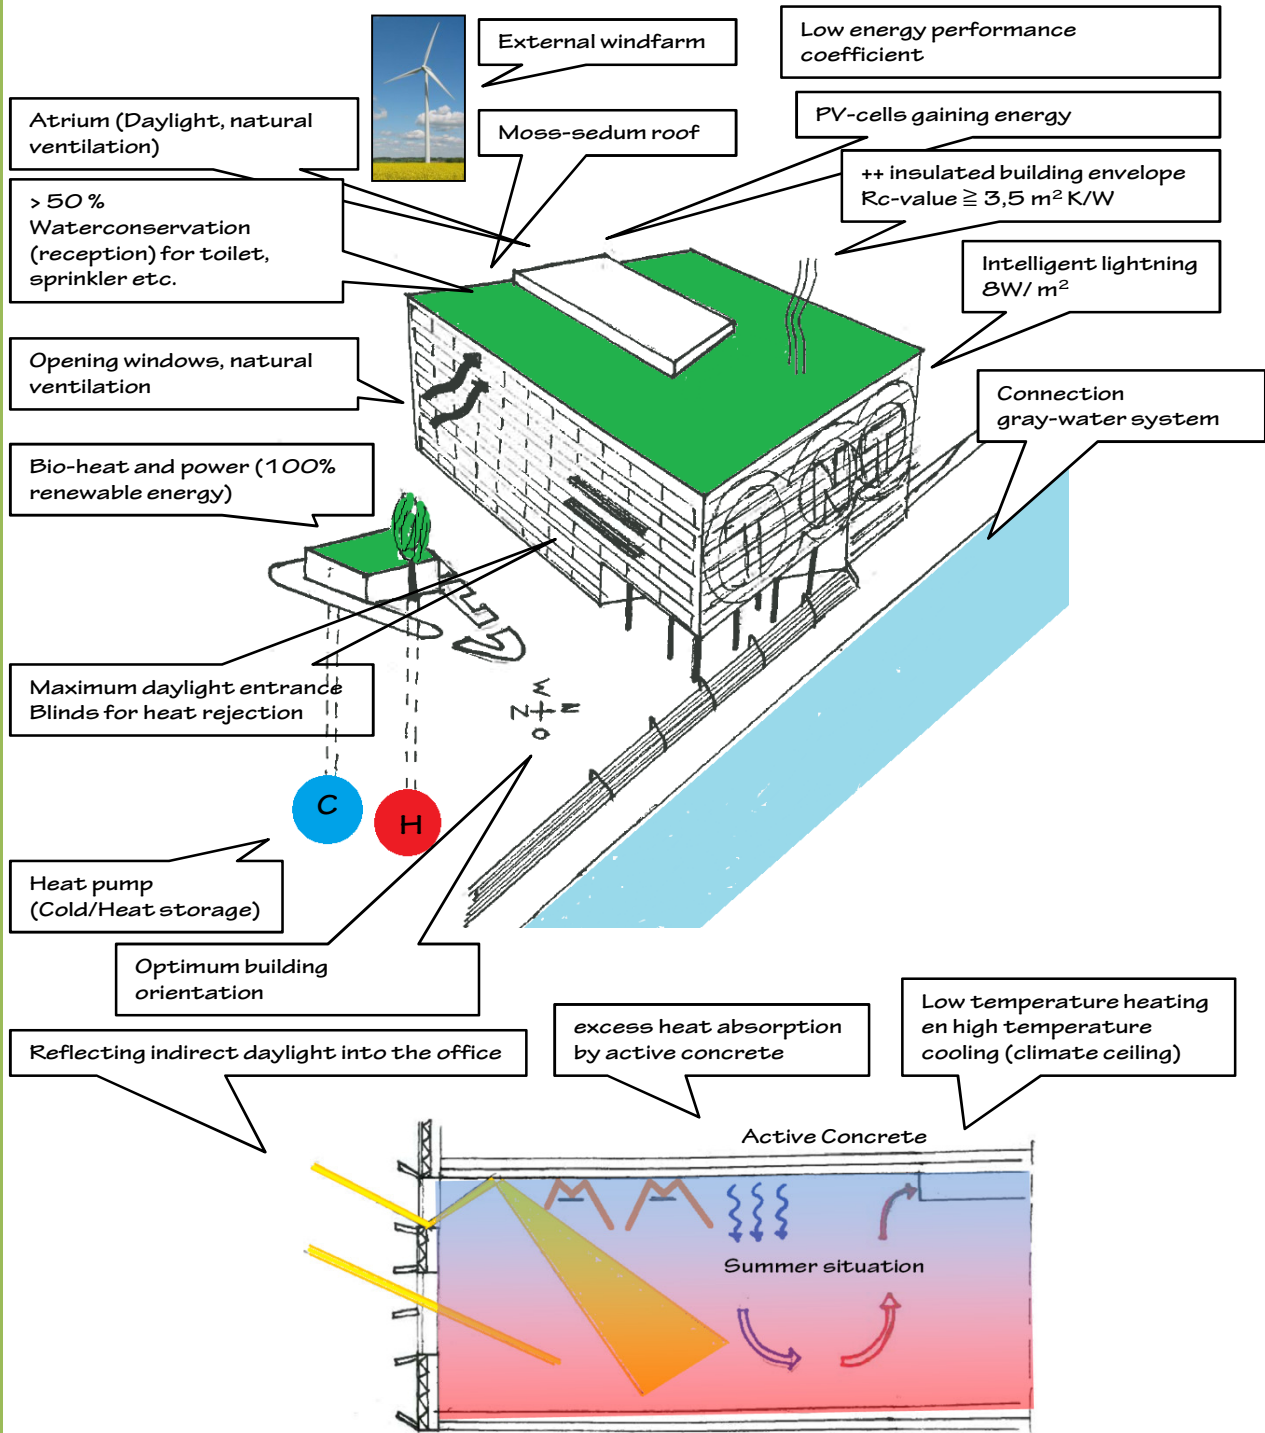 External windfarm
Low energy performance
coefficient
Atrium (Daylight, natural
ventilation)
Moss-sedum roof
PV-cells gaining energy
++ insulated building envelope
Rc-value ≧ 3,5 m² K/W
> 50 %
Waterconservation
(reception) for toilet,
sprinkler etc.
Intelligent lightning
8W/ m²
Opening windows, natural
ventilation
Connection
gray-water system
Bio-heat and power (100%
renewable energy)
TNT
Maximum daylight entrance
Blinds for heat rejection
W
N
Z
O
C
H
Heat pump
(Cold/Heat storage)
Optimum building
orientation
Reflecting indirect daylight into the office
excess heat absorption
by active concrete
Low temperature heating
en high temperature
cooling (climate ceiling)
Active Concrete
Summer situation